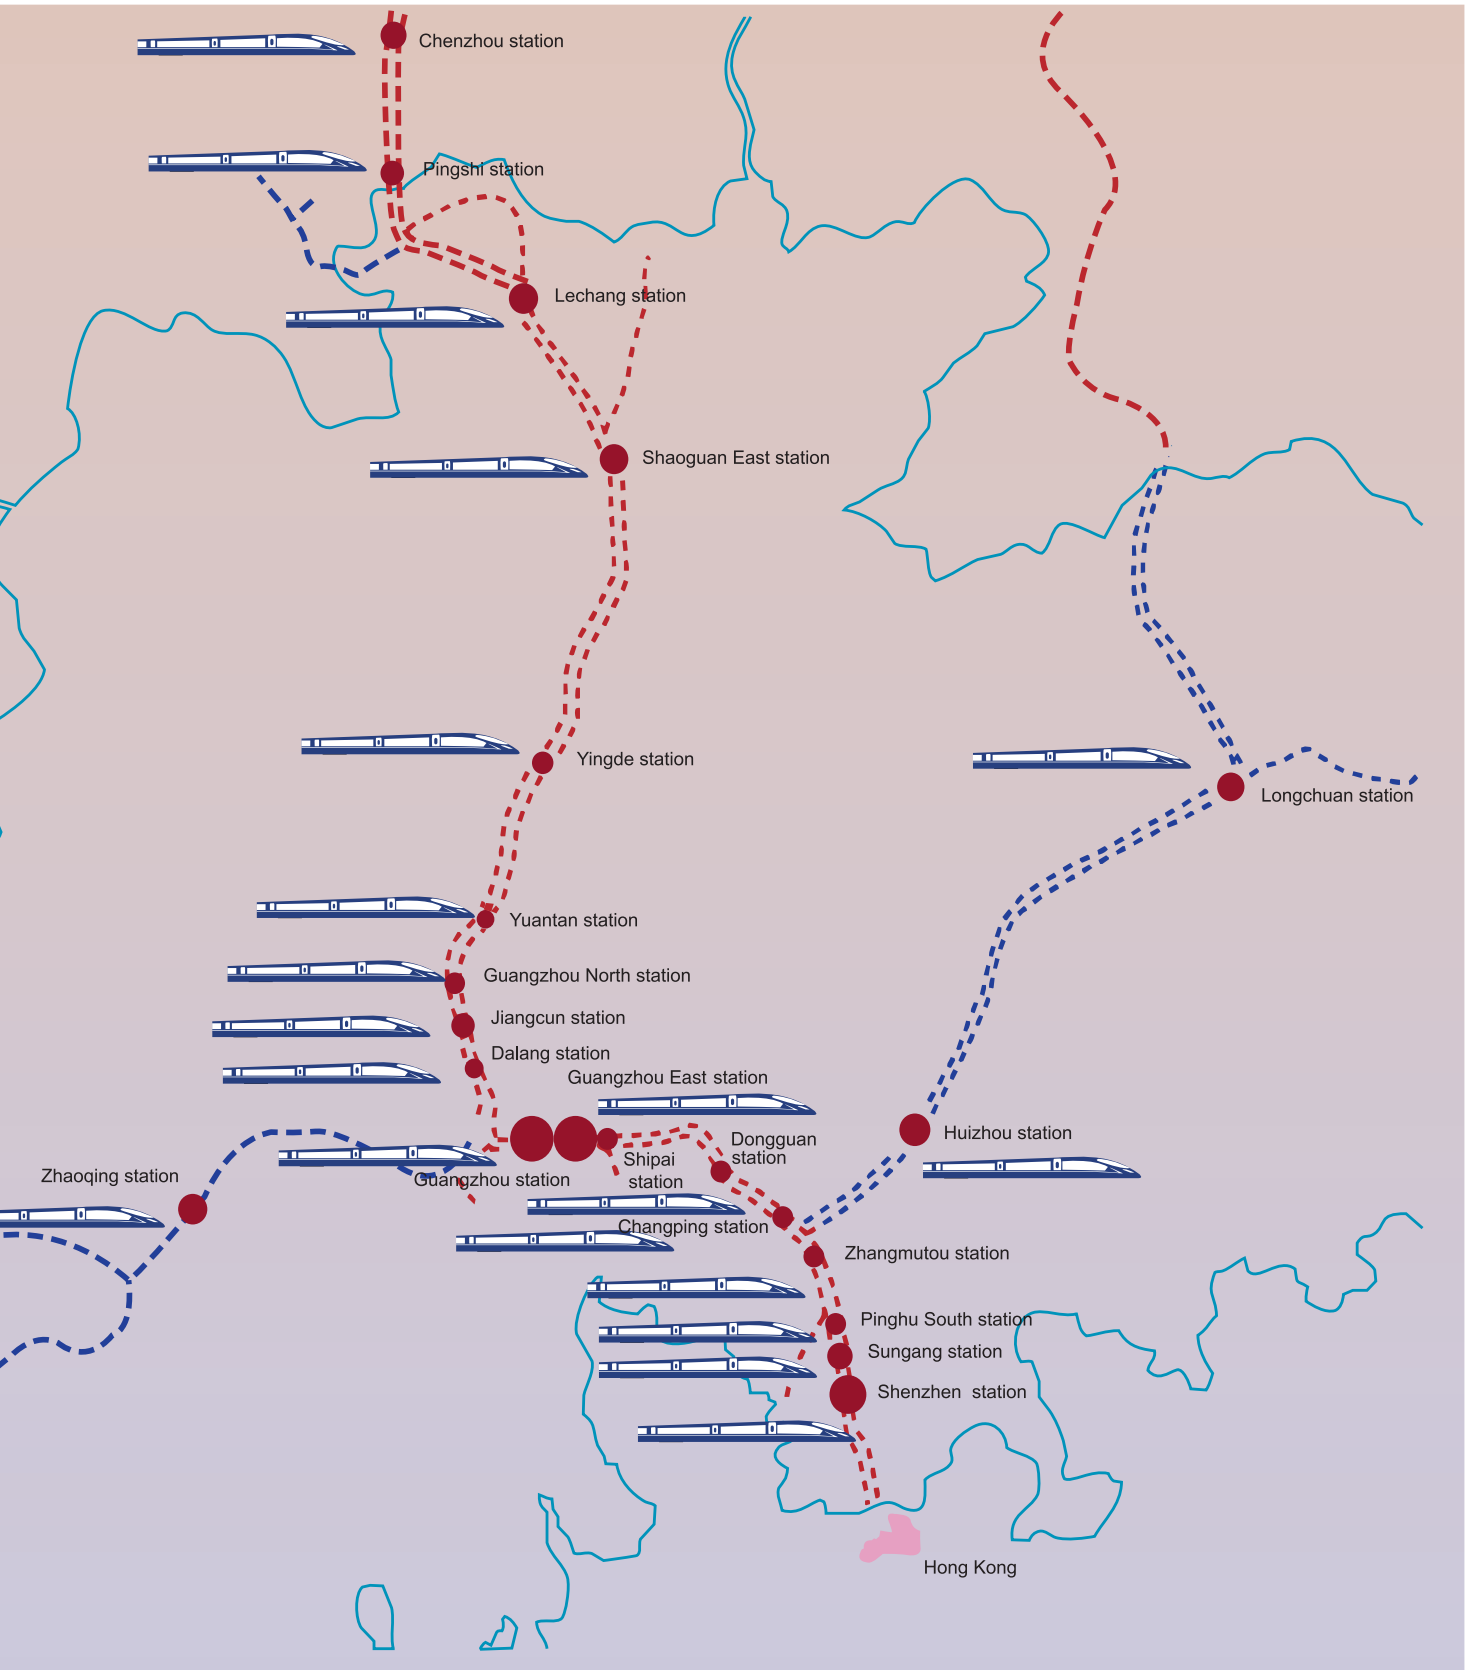 Chenzhou station
Pingshi station
Lechang station
Shaoguan East station
Yingde station
Longchuan station
Yuantan station
Guangzhou North station
Jiangcun station
Dalang station
Guangzhou East station
Huizhou station
Dongguan
station
Shipai
station
Zhaoqing station
Guangzhou station
Changping station
Zhangmutou station
Pinghu South station
Sungang station
Shenzhen station
Hong Kong